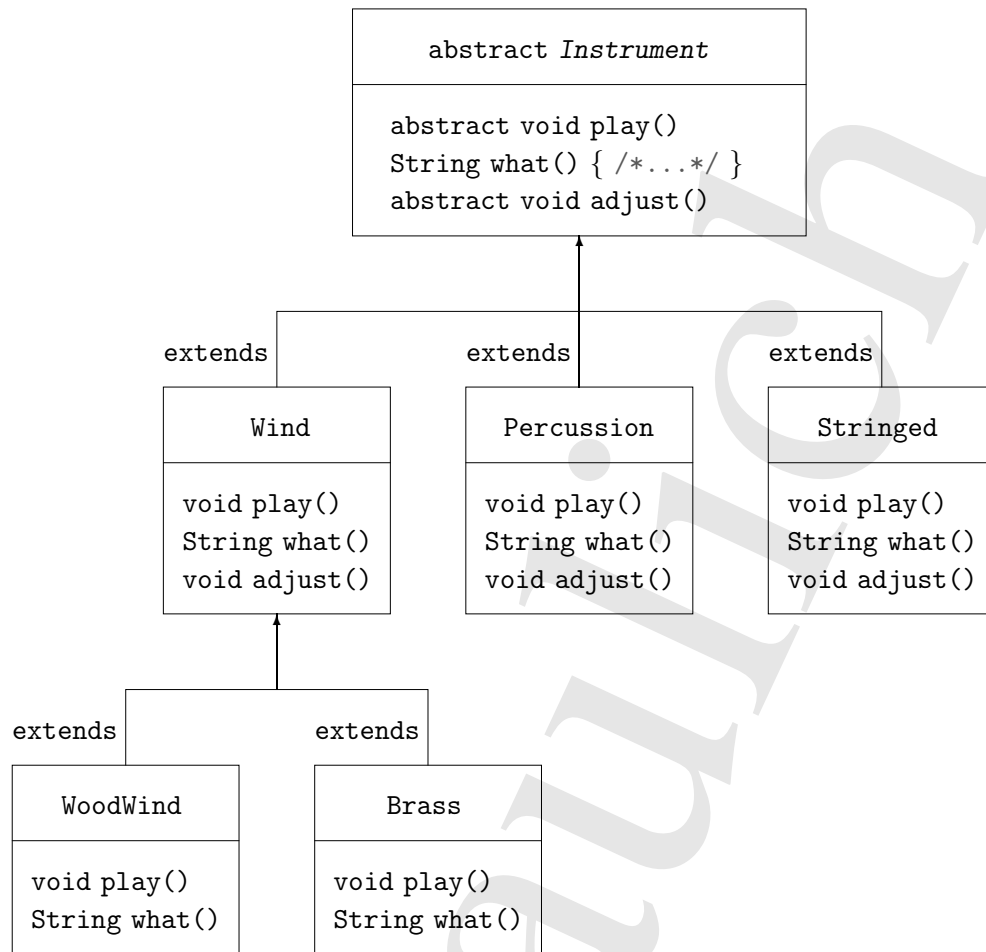 abstract Instrument
abstract void play()
String what() { /*...*/ }
abstract void adjust()
extends extends extends
Wind Percussion Stringed
void play() void play() void play()
String what() String what() String what()
void adjust() void adjust() void adjust()
extends extends
WoodWind Brass
void play() void play()
String what() String what()